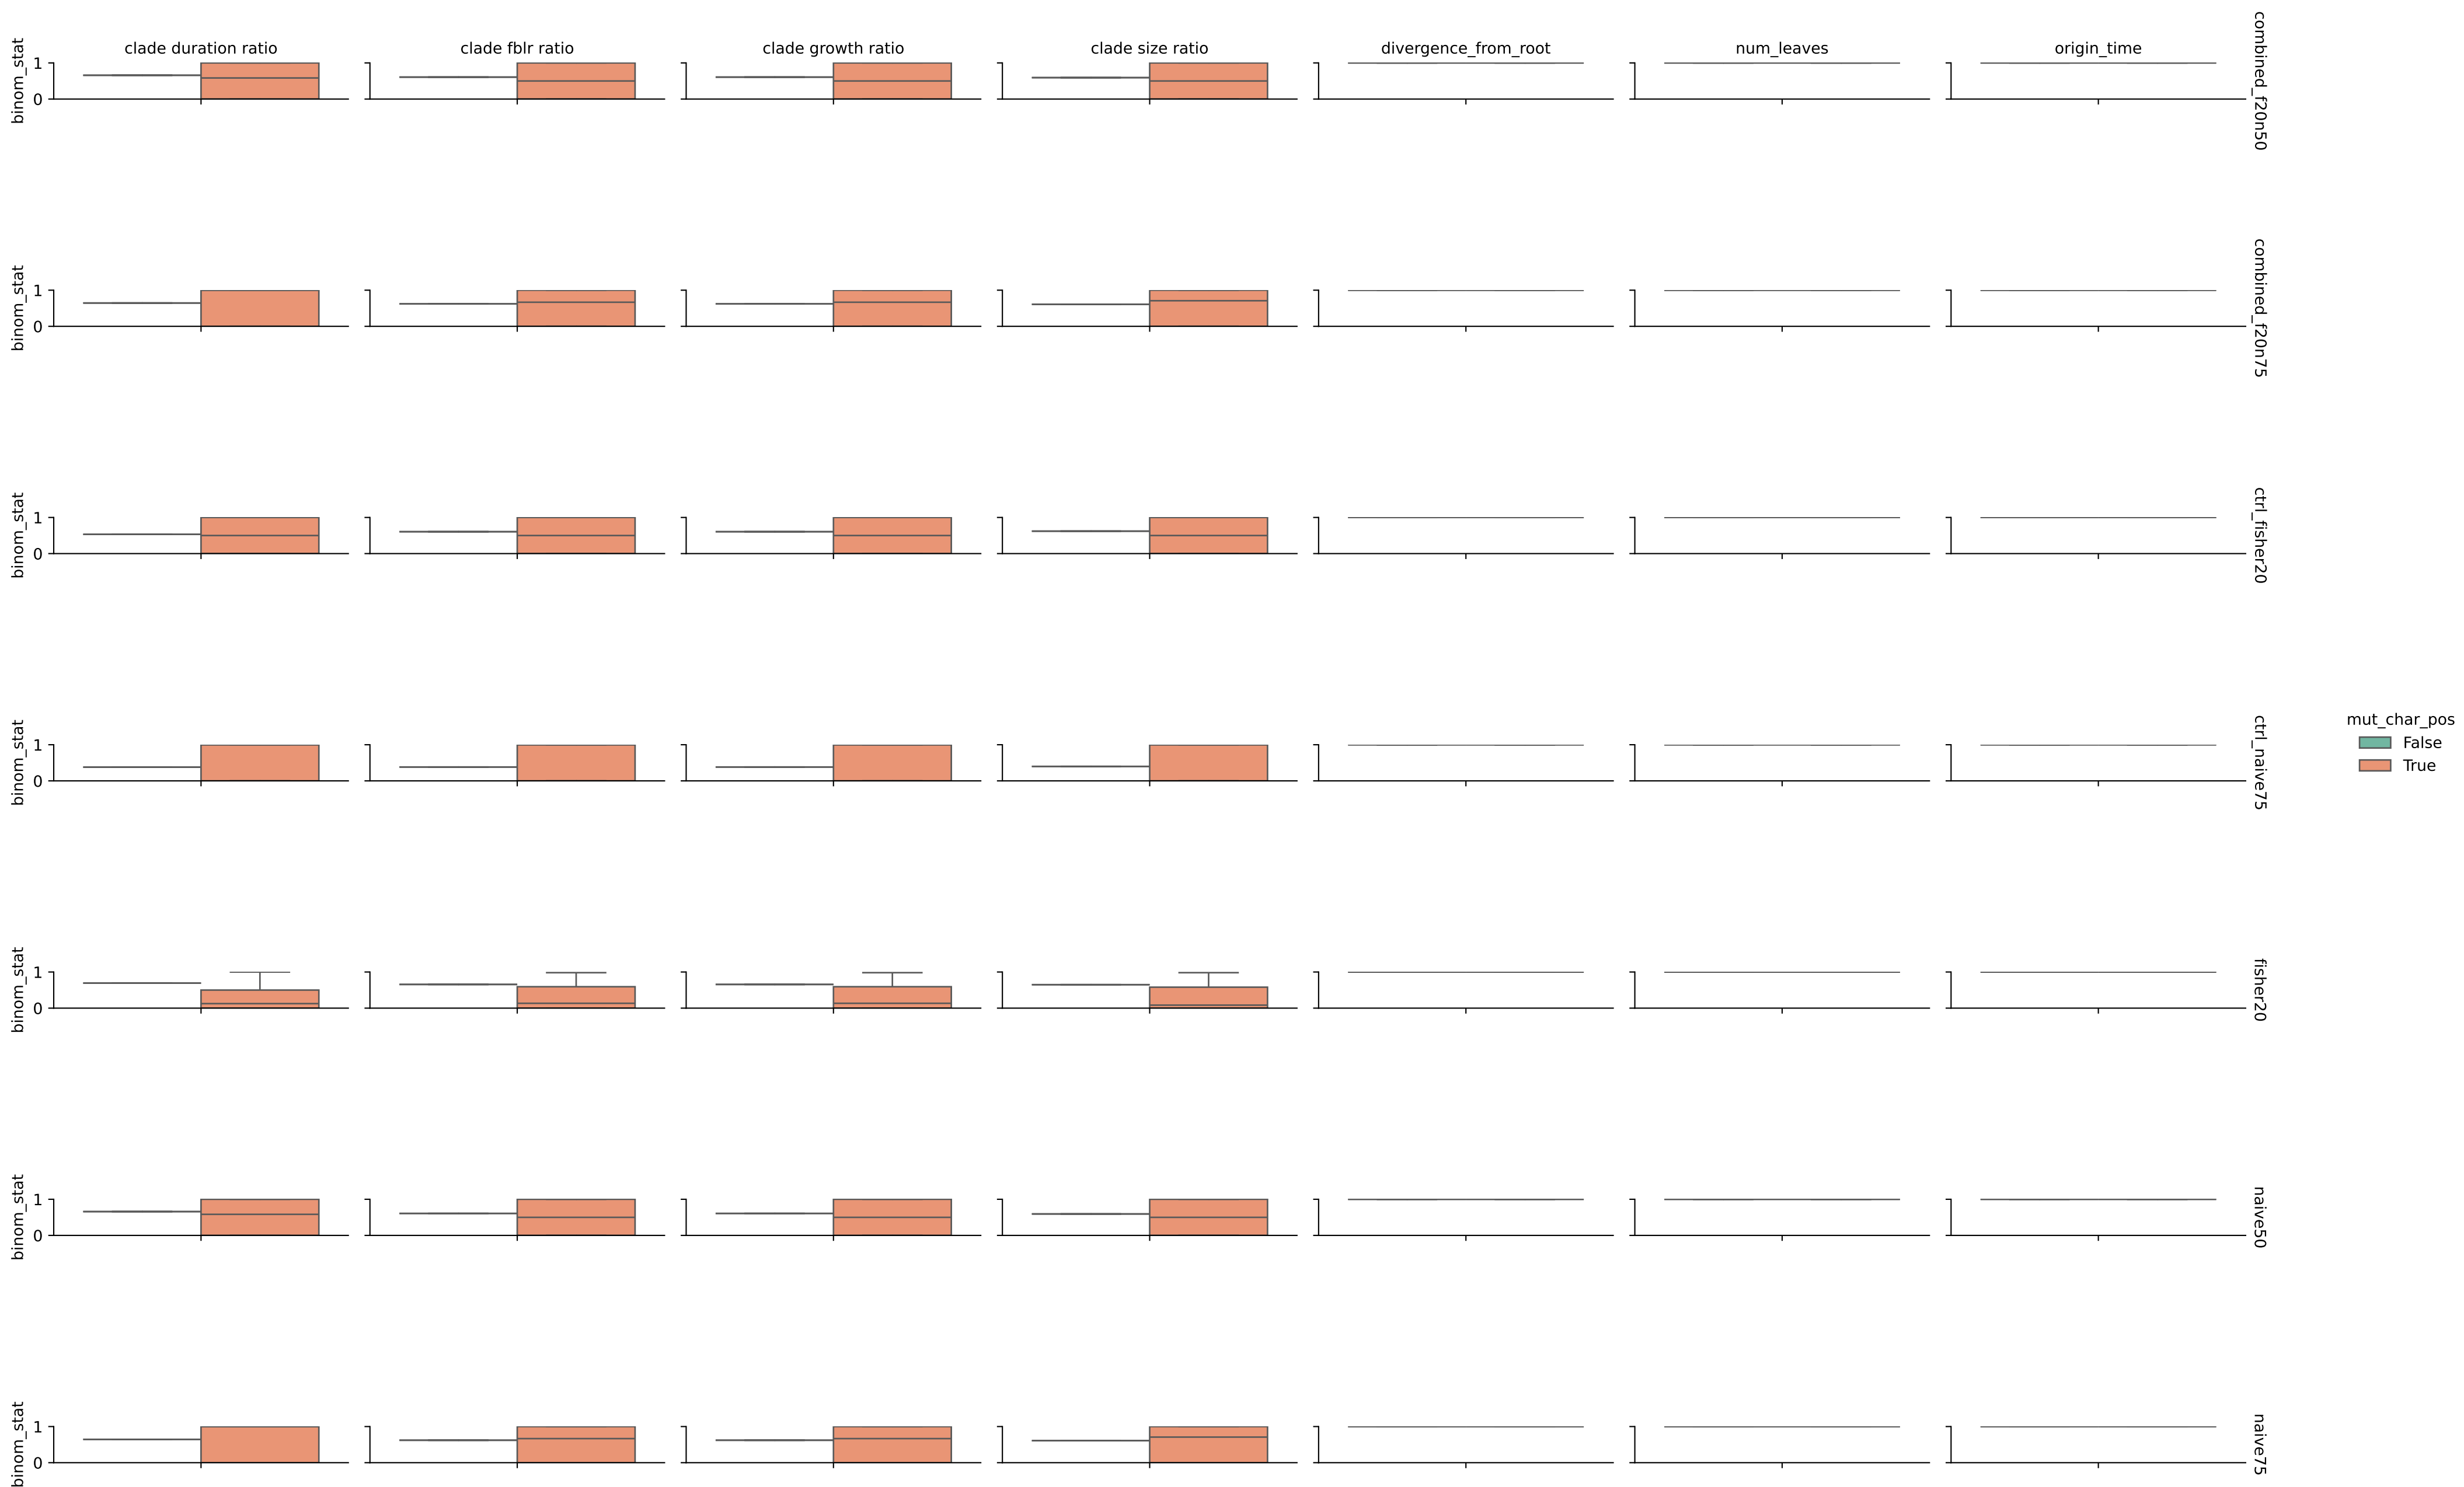 clade duration ratio
clade fblr ratio
clade growth ratio
clade size ratio
divergence_from_root
num_leaves
origin_time
binom_stat
1
0
combined_f20n50
binom_stat
1
0
combined_f20n75
binom_stat
1
0
ctrl_fisher20
binom_stat
1
0
ctrl_naive75
mut_char_pos
False
True
binom_stat
1
0
fisher20
binom_stat
1
0
naive50
binom_stat
1
0
naive75